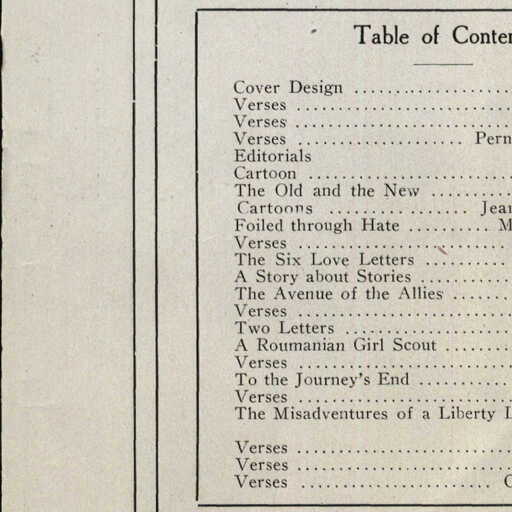 Table of Conten
Cover Design ....................
Verses ..........................
Verses ..........................
Verses .................... Pern
Editorials
Cartoon .........................
The Old and the New ..........
Cartoons ................ Jean
Foiled through Hate .......... M
Verses ..........................
The Six Love Letters ..........
A Story about Stories ..........
The Avenue of the Allies .......
Verses ..........................
Two Letters ....................
A Roumanian Girl Scout ........
Verses ..........................
To the Journey's End ...........
Verses ..........................
The Misadventures of a Liberty L
Verses ..........................
Verses ..........................
Verses ....................... C